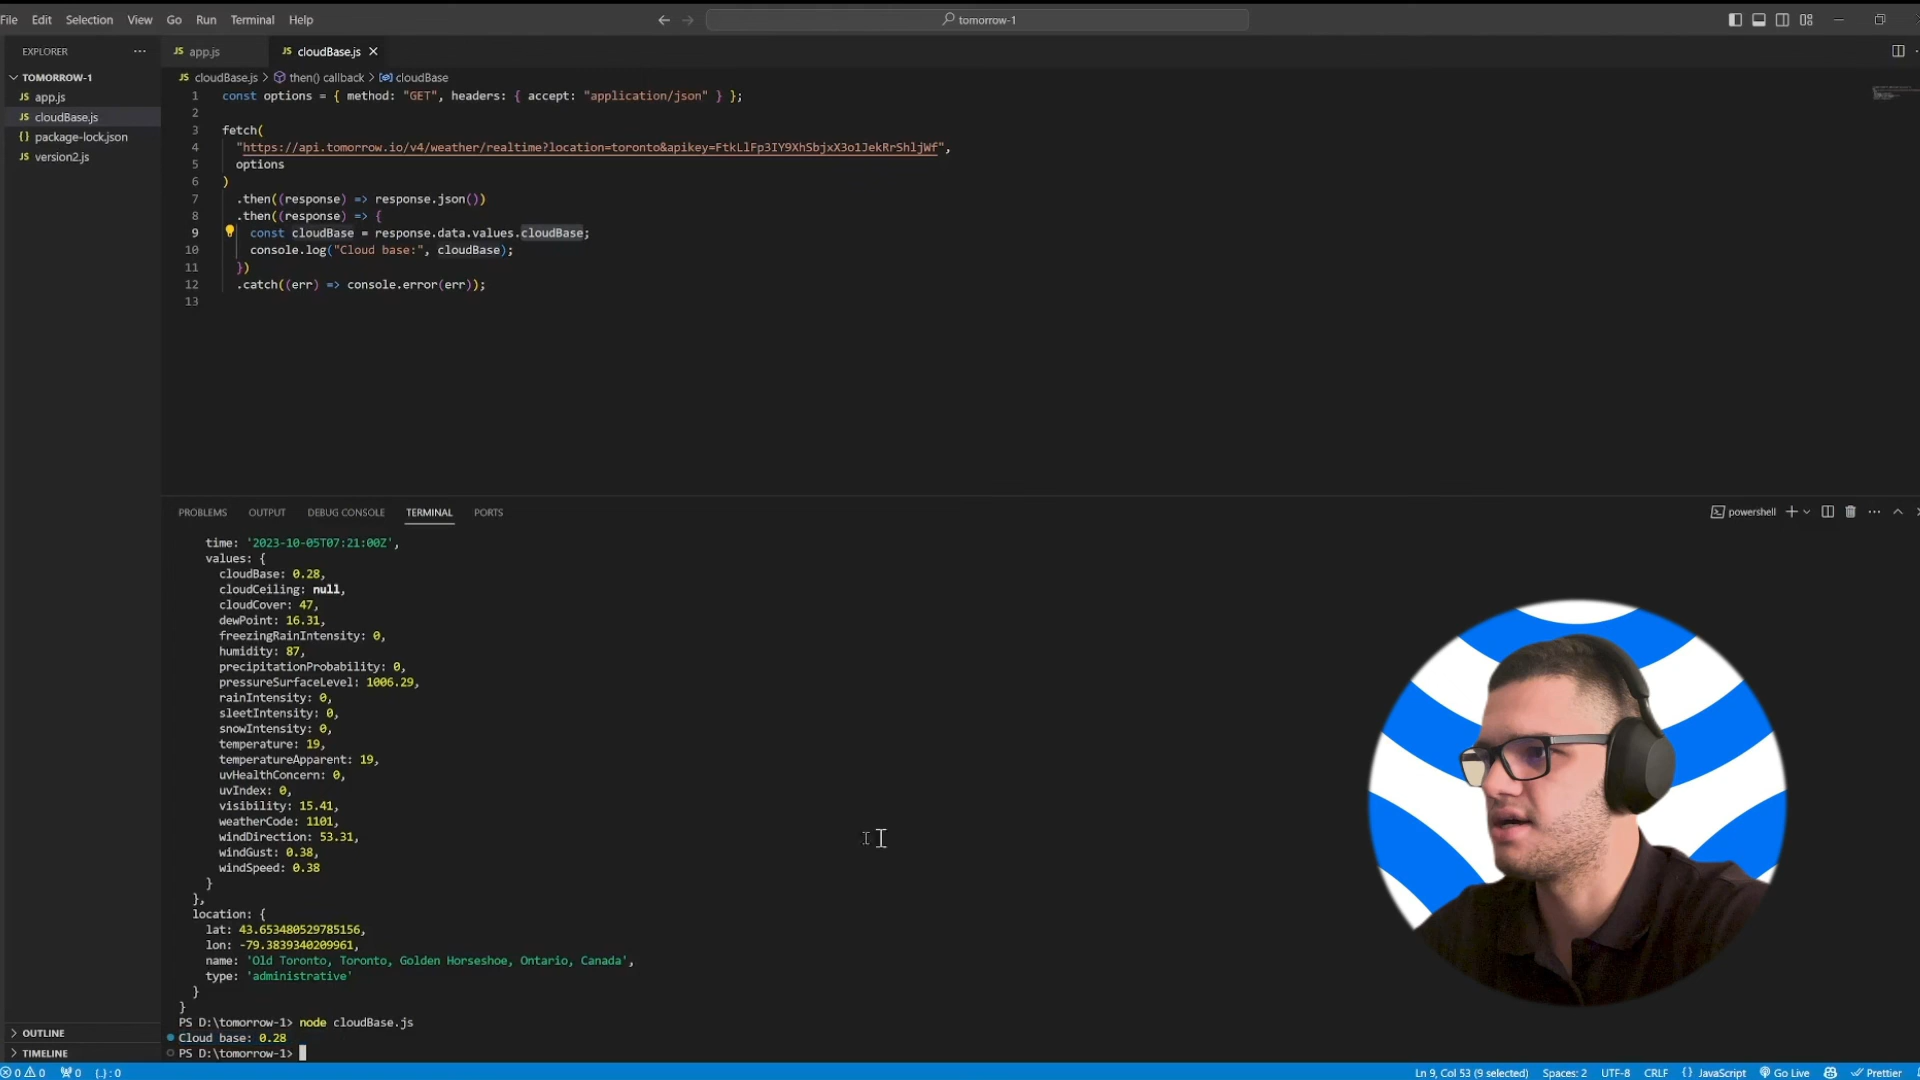 File Edit Selection View Go Run Terminal Help
tomorrow-1
EXPLORER
TOMORROW-1
JS app.js
JS cloudBase.js
{} package-lock.json
JS version2.js
OUTLINE
TIMELINE
JS app.js
JS cloudBase.js
JS cloudBase.js > then() callback > cloudBase
1 const options = { method: "GET", headers: { accept: "application/json" } };
2
3 fetch(
4 "https://api.tomorrow.io/v4/weather/realtime?location=toronto&apikey=FtkLlFp3IY9XhSbjxX3o1JekRrShljWf",
5 options
6 )
7 .then((response) => response.json())
8 .then((response) => {
9 const cloudBase = response.data.values.cloudBase;
10 console.log("Cloud base:", cloudBase);
11 })
12 .catch((err) => console.error(err));
13
PROBLEMS OUTPUT DEBUG CONSOLE TERMINAL PORTS
powershell
time: '2023-10-05T07:21:00Z',
values: {
cloudBase: 0.28,
cloudCeiling: null,
cloudCover: 47,
dewPoint: 16.31,
freezingRainIntensity: 0,
humidity: 87,
precipitationProbability: 0,
pressureSurfaceLevel: 1006.29,
rainIntensity: 0,
sleetIntensity: 0,
snowIntensity: 0,
temperature: 19,
temperatureApparent: 19,
uvHealthConcern: 0,
uvIndex: 0,
visibility: 15.41,
weatherCode: 1101,
windDirection: 53.31,
windGust: 0.38,
windSpeed: 0.38
}
},
location: {
lat: 43.653480529785156,
lon: -79.3839340209961,
name: 'Old Toronto, Toronto, Golden Horseshoe, Ontario, Canada',
type: 'administrative'
}
}
PS D:\tomorrow-1> node cloudBase.js
Cloud base: 0.28
PS D:\tomorrow-1>
0 0 0 {..} : 0 Ln 9, Col 53 (9 selected) Spaces: 2 UTF-8 CRLF {} JavaScript Go Live Prettier